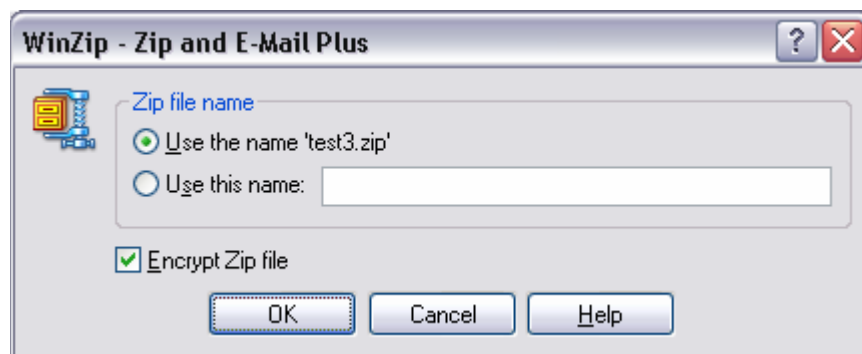 WinZip - Zip and E-Mail Plus
Zip file name
Use the name 'test3.zip'
Use this name:
Encrypt Zip file
OK Cancel Help